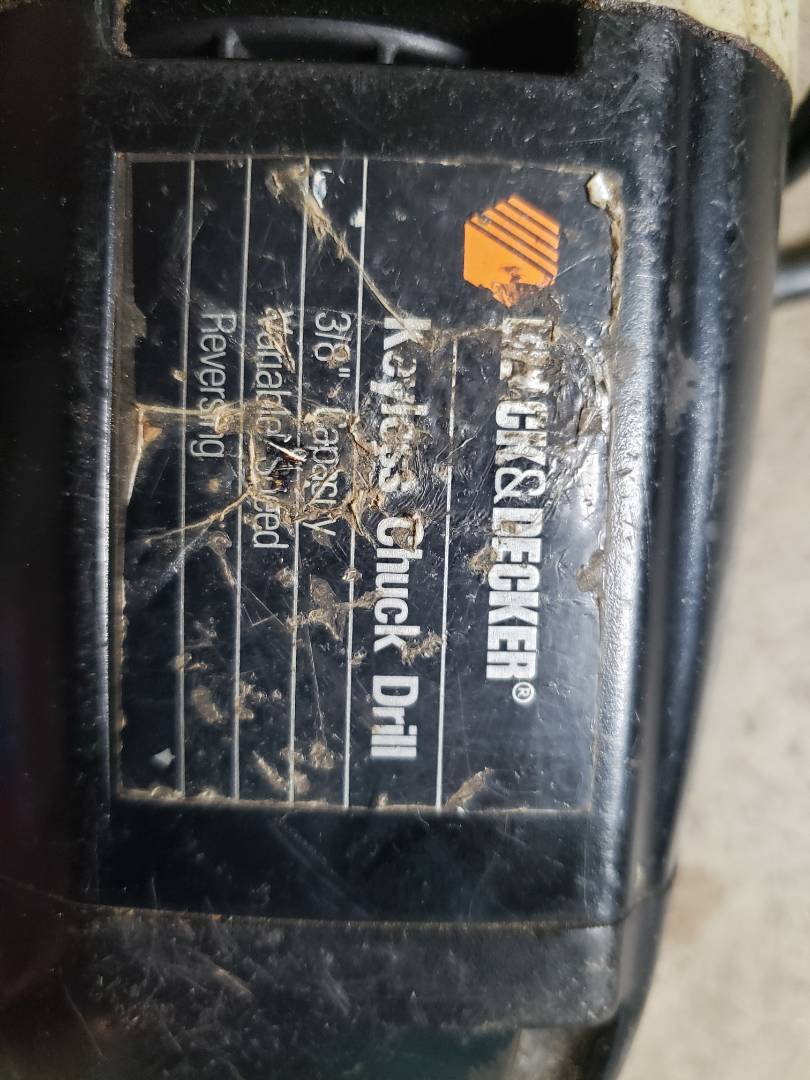 BLACK & DECKER®
Keyless Chuck Drill
3/8" Capacity
Variable Speed
Reversing